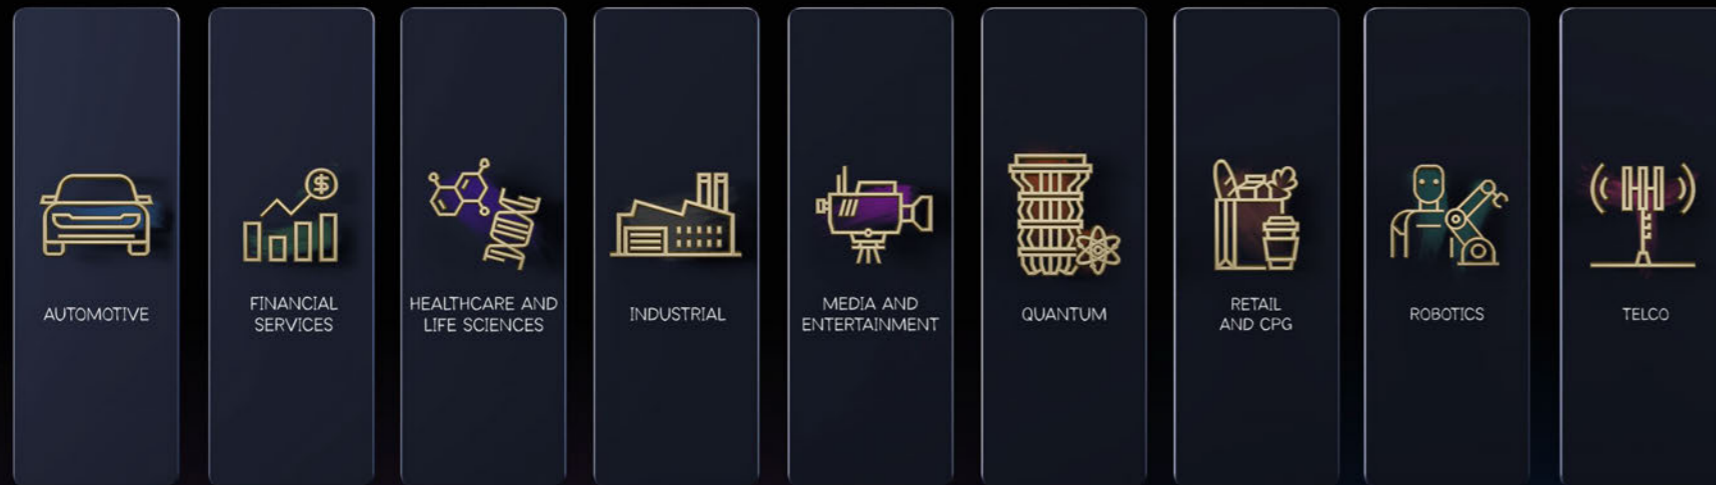 AUTOMOTIVE
FINANCIAL
SERVICES
HEALTHCARE AND
LIFE SCIENCES
INDUSTRIAL
MEDIA AND
ENTERTAINMENT
QUANTUM
RETAIL
AND CPG
ROBOTICS
TELCO